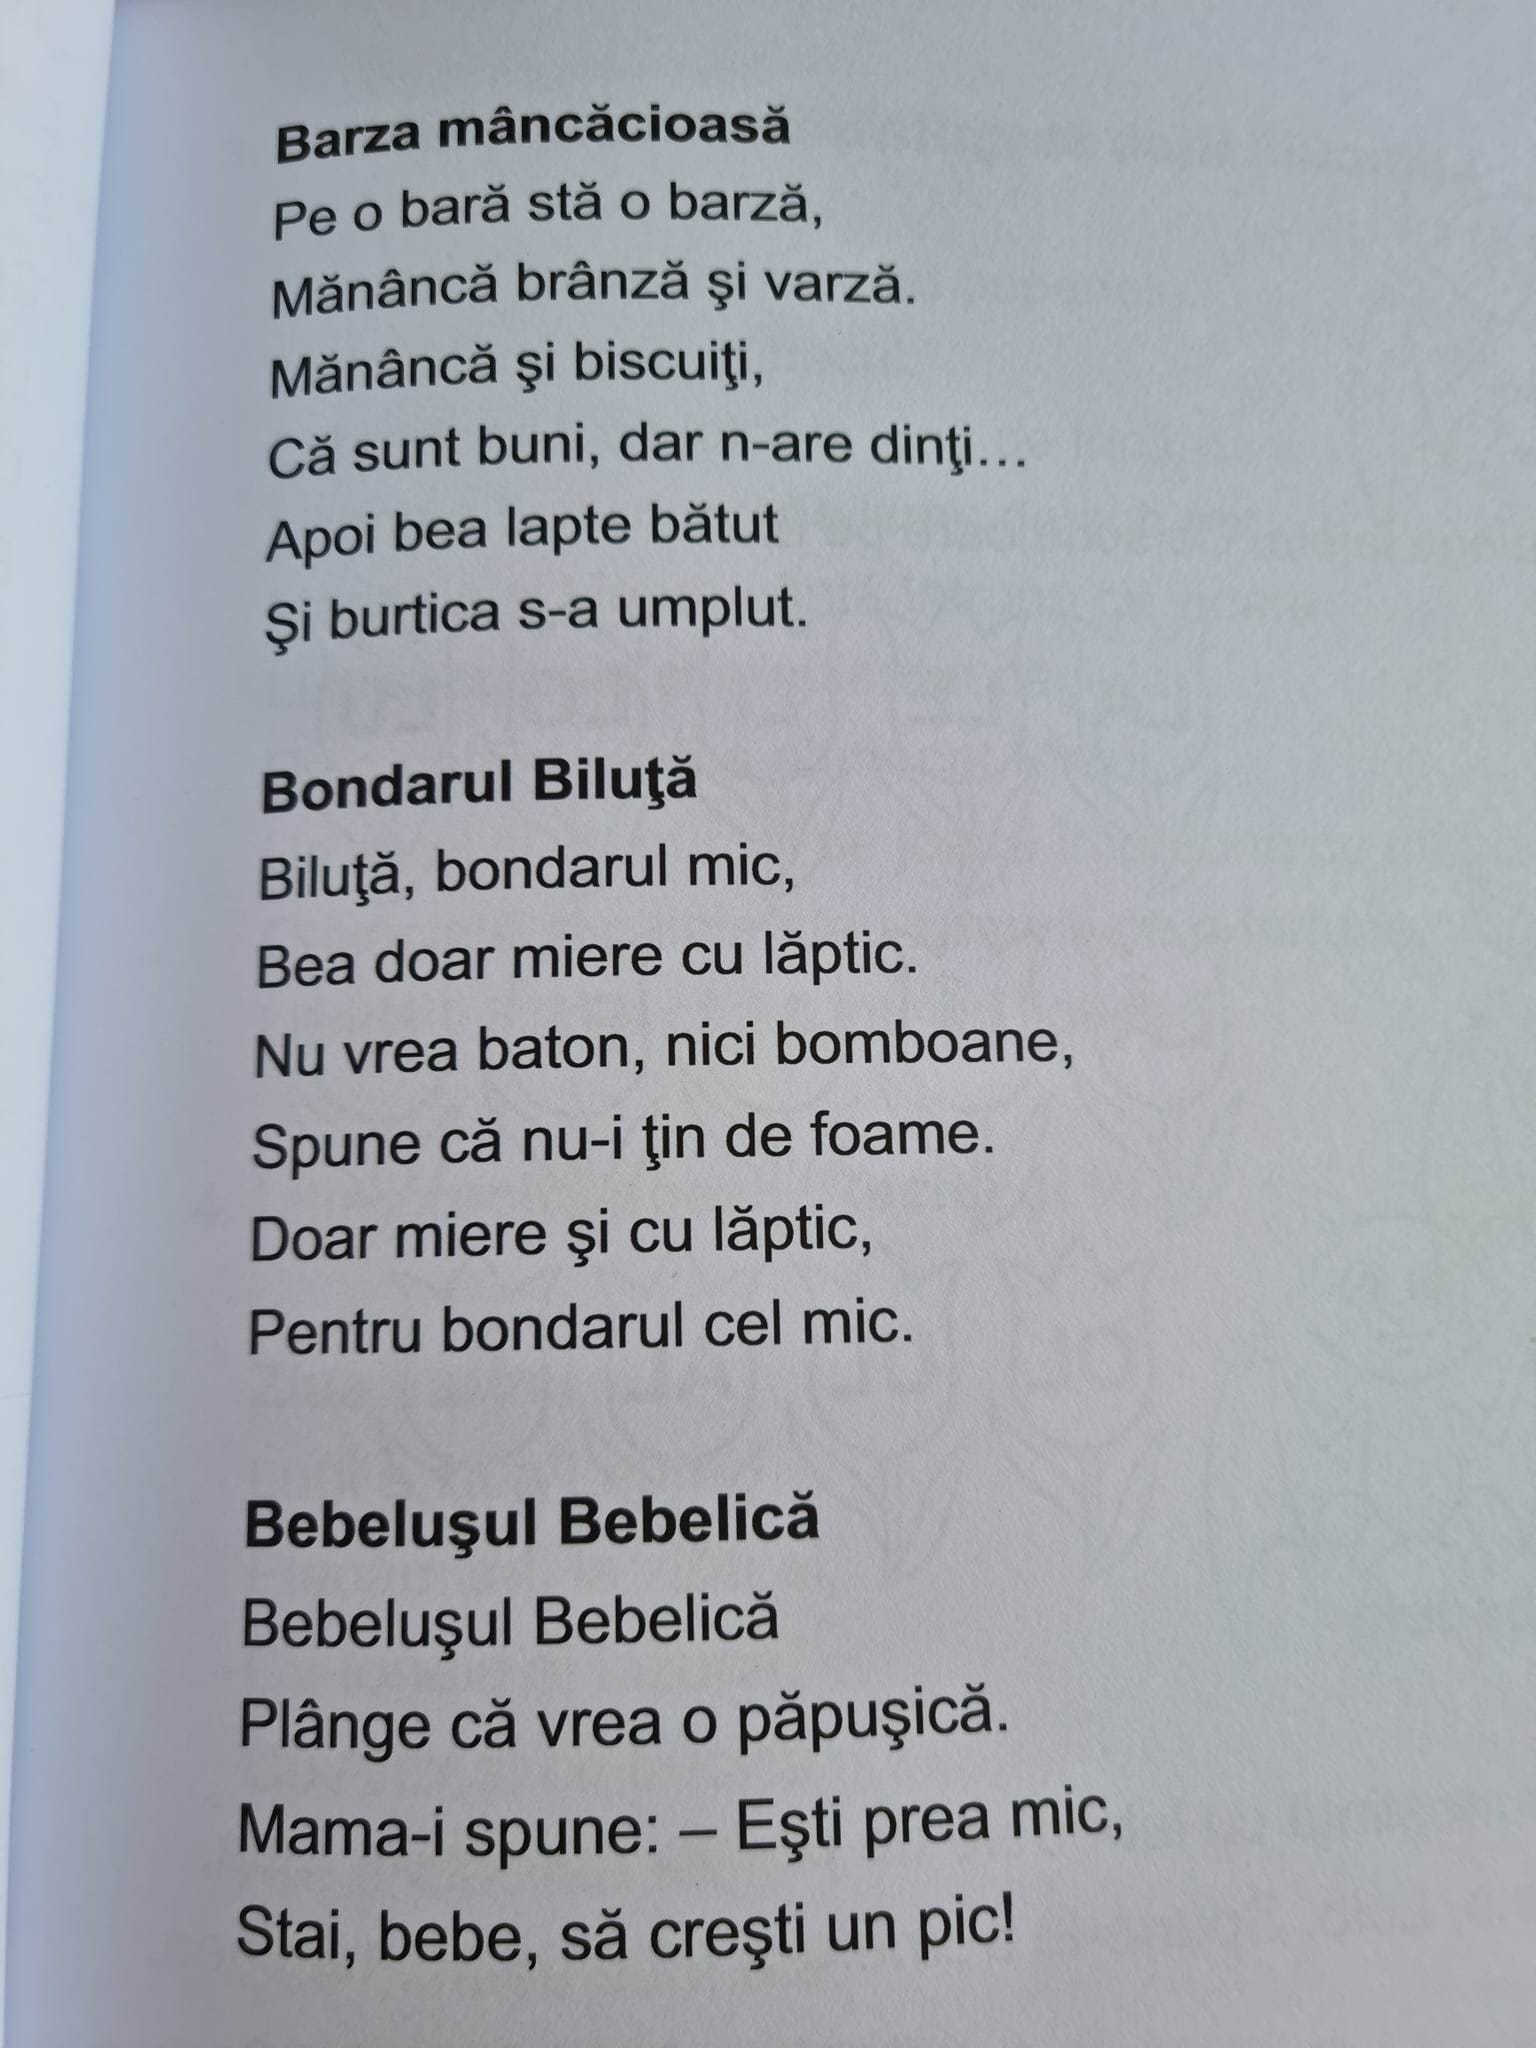 Barza mâncăcioasă
Pe o bară stă o barză,
Mănâncă brânză şi varză.
Mănâncă şi biscuiţi,
Că sunt buni, dar n-are dinţi...
Apoi bea lapte bătut
Şi burtica s-a umplut.
Bondarul Biluţă
Biluţă, bondarul mic,
Bea doar miere cu lăptic.
Nu vrea baton, nici bomboane,
Spune că nu-i ţin de foame.
Doar miere şi cu lăptic,
Pentru bondarul cel mic.
Bebeluşul Bebelică
Bebeluşul Bebelică
Plânge că vrea o păpuşică.
Mama-i spune: – Eşti prea mic,
Stai, bebe, să creşti un pic!